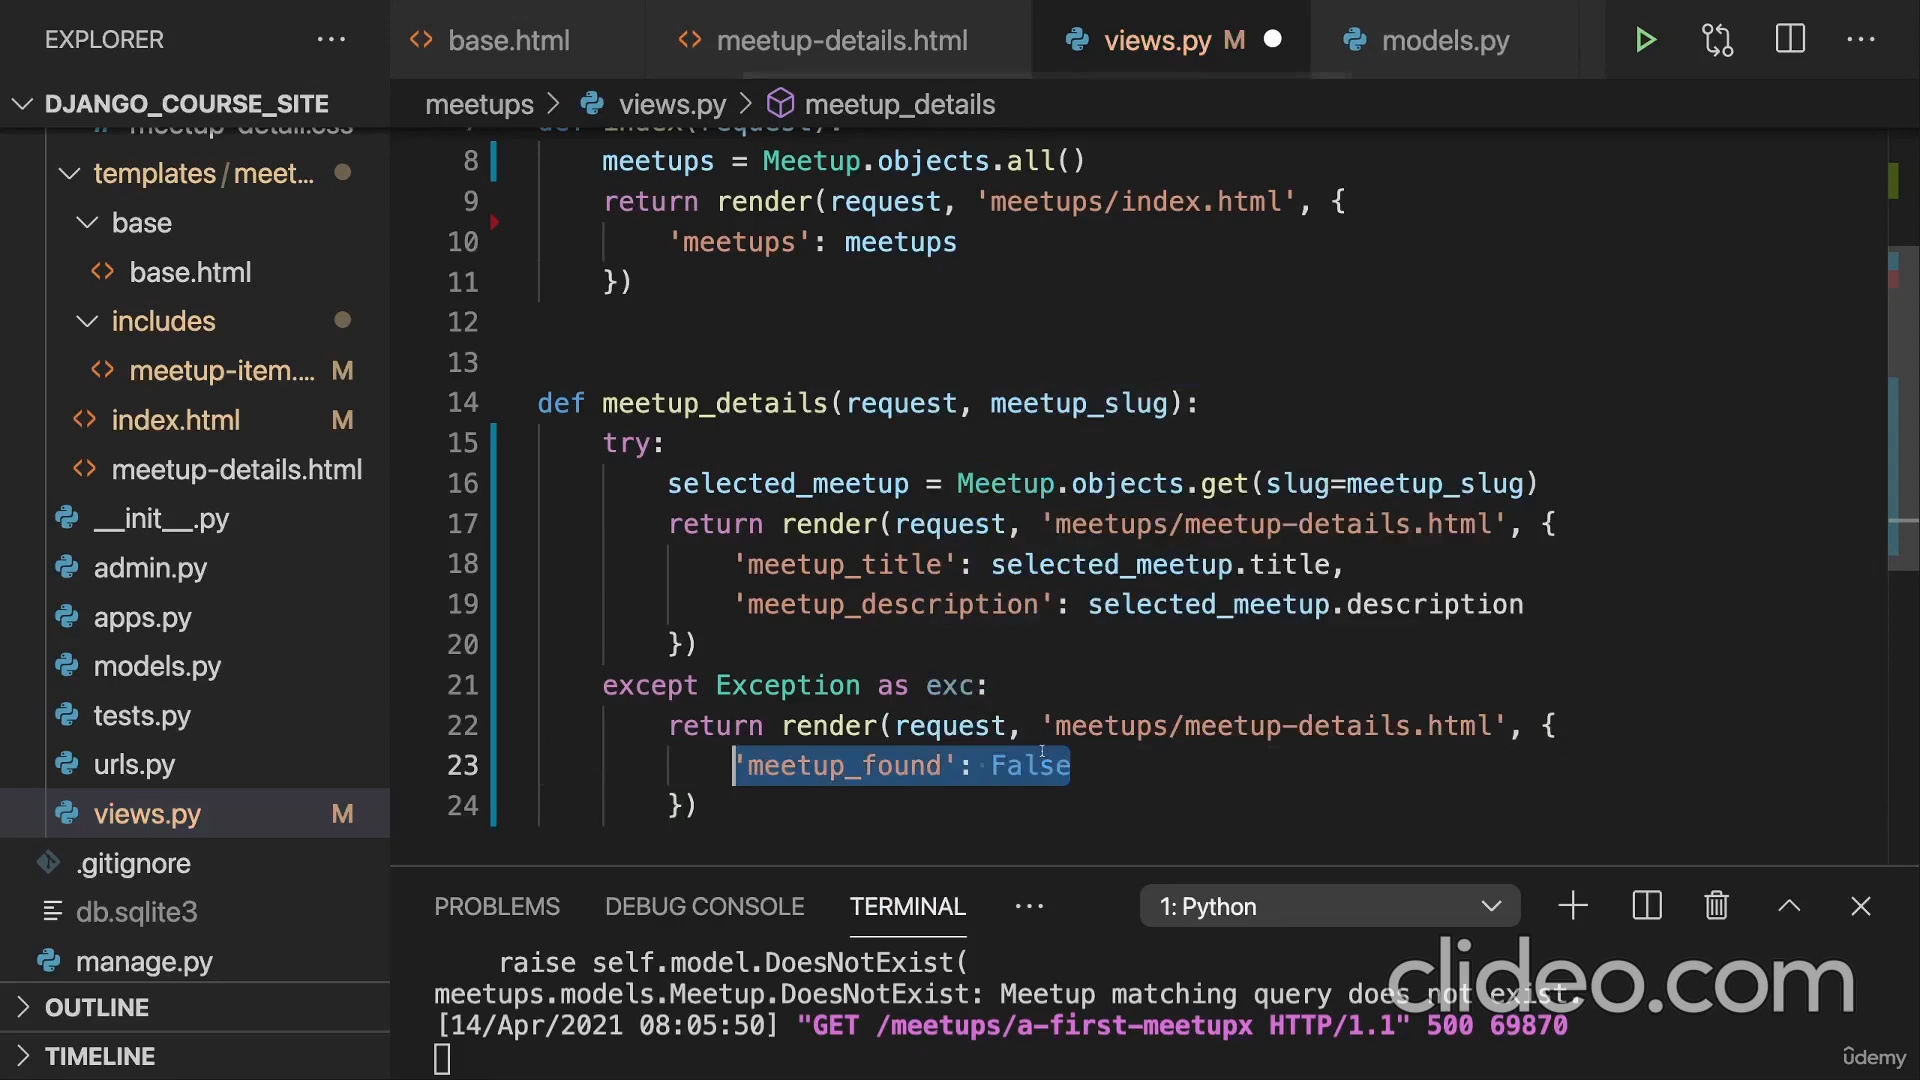 EXPLORER
base.html
meetup-details.html
views.py M
models.py
DJANGO_COURSE_SITE
meetups > views.py > meetup_details
meetup-detail.css
templates/meet... 
base
base.html
includes
meetup-item.... M
index.html M
meetup-details.html
__init__.py
admin.py
apps.py
models.py
tests.py
urls.py
views.py M
.gitignore
db.sqlite3
manage.py
OUTLINE
TIMELINE
def index(request):
8 meetups = Meetup.objects.all()
9 return render(request, 'meetups/index.html', {
10 'meetups': meetups
11 })
12
13
14 def meetup_details(request, meetup_slug):
15 try:
16 selected_meetup = Meetup.objects.get(slug=meetup_slug)
17 return render(request, 'meetups/meetup-details.html', {
18 'meetup_title': selected_meetup.title,
19 'meetup_description': selected_meetup.description
20 })
21 except Exception as exc:
22 return render(request, 'meetups/meetup-details.html', {
23 'meetup_found': False
24 })
PROBLEMS DEBUG CONSOLE TERMINAL ... 1: Python
raise self.model.DoesNotExist(
meetups.models.Meetup.DoesNotExist: Meetup matching query does not exist.
[14/Apr/2021 08:05:50] "GET /meetups/a-first-meetupx HTTP/1.1" 500 69870
clideo.com
ûdemy